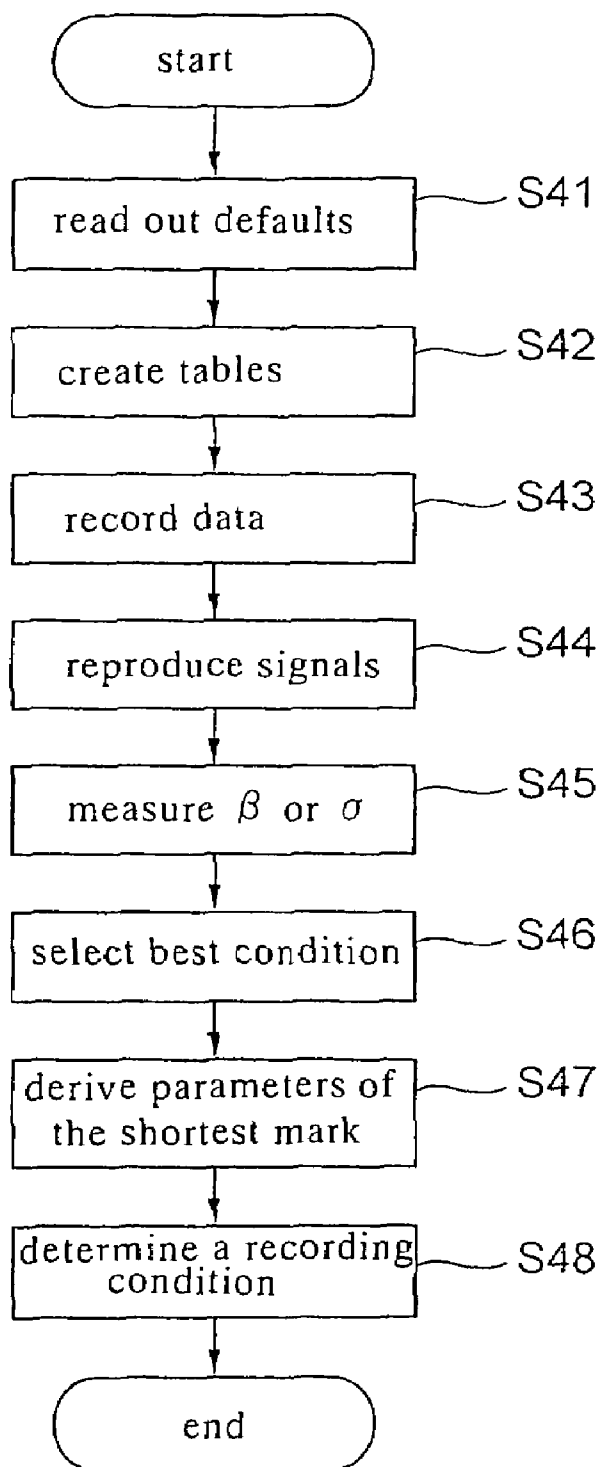 start
read out defaults
S41
create tables
S42
record data
S43
reproduce signals
S44
measure β or σ
S45
select best condition
S46
derive parameters of
the shortest mark
S47
determine a recording
condition
S48
end